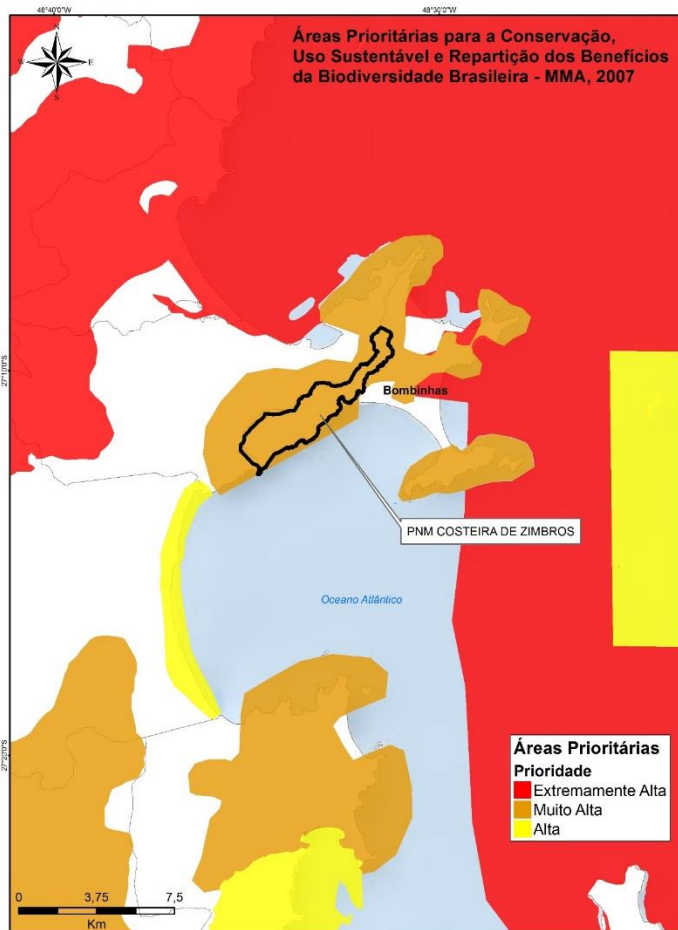 48°40'0"W
48°30'0"W
Áreas Prioritárias para a Conservação,
Uso Sustentável e Repartição dos Benefícios
da Biodiversidade Brasileira - MMA, 2007
N
W
E
S
27°10'0"S
Bombinhas
PNM COSTEIRA DE ZIMBROS
Oceano Atlântico
27°20'0"S
Áreas Prioritárias
Prioridade
Extremamente Alta
Muito Alta
Alta
0 3,75 7,5
Km